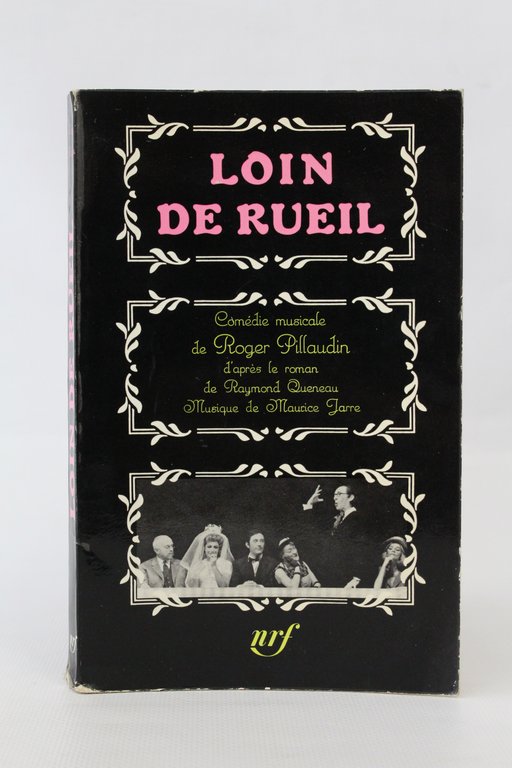 LOIN
DE RUEIL
Comédie musicale
de Roger Pillaudin
d'après le roman
de Raymond Queneau
Musique de Maurice Jarre
nrf